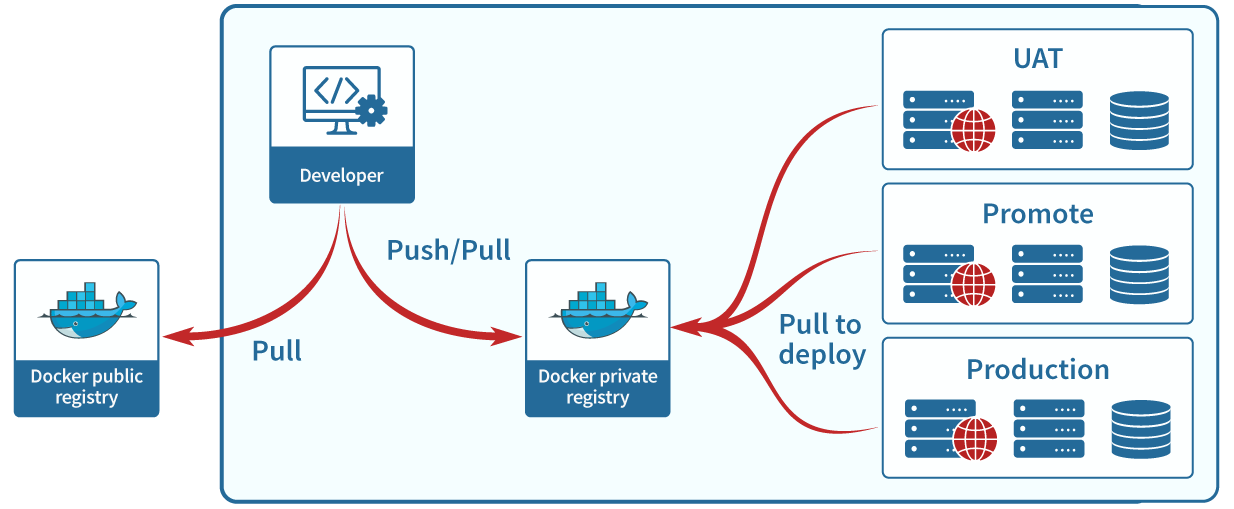 UAT
Developer
Promote
Push/Pull
Pull to
deploy
Pull
Production
Docker public
registry
Docker private
registry